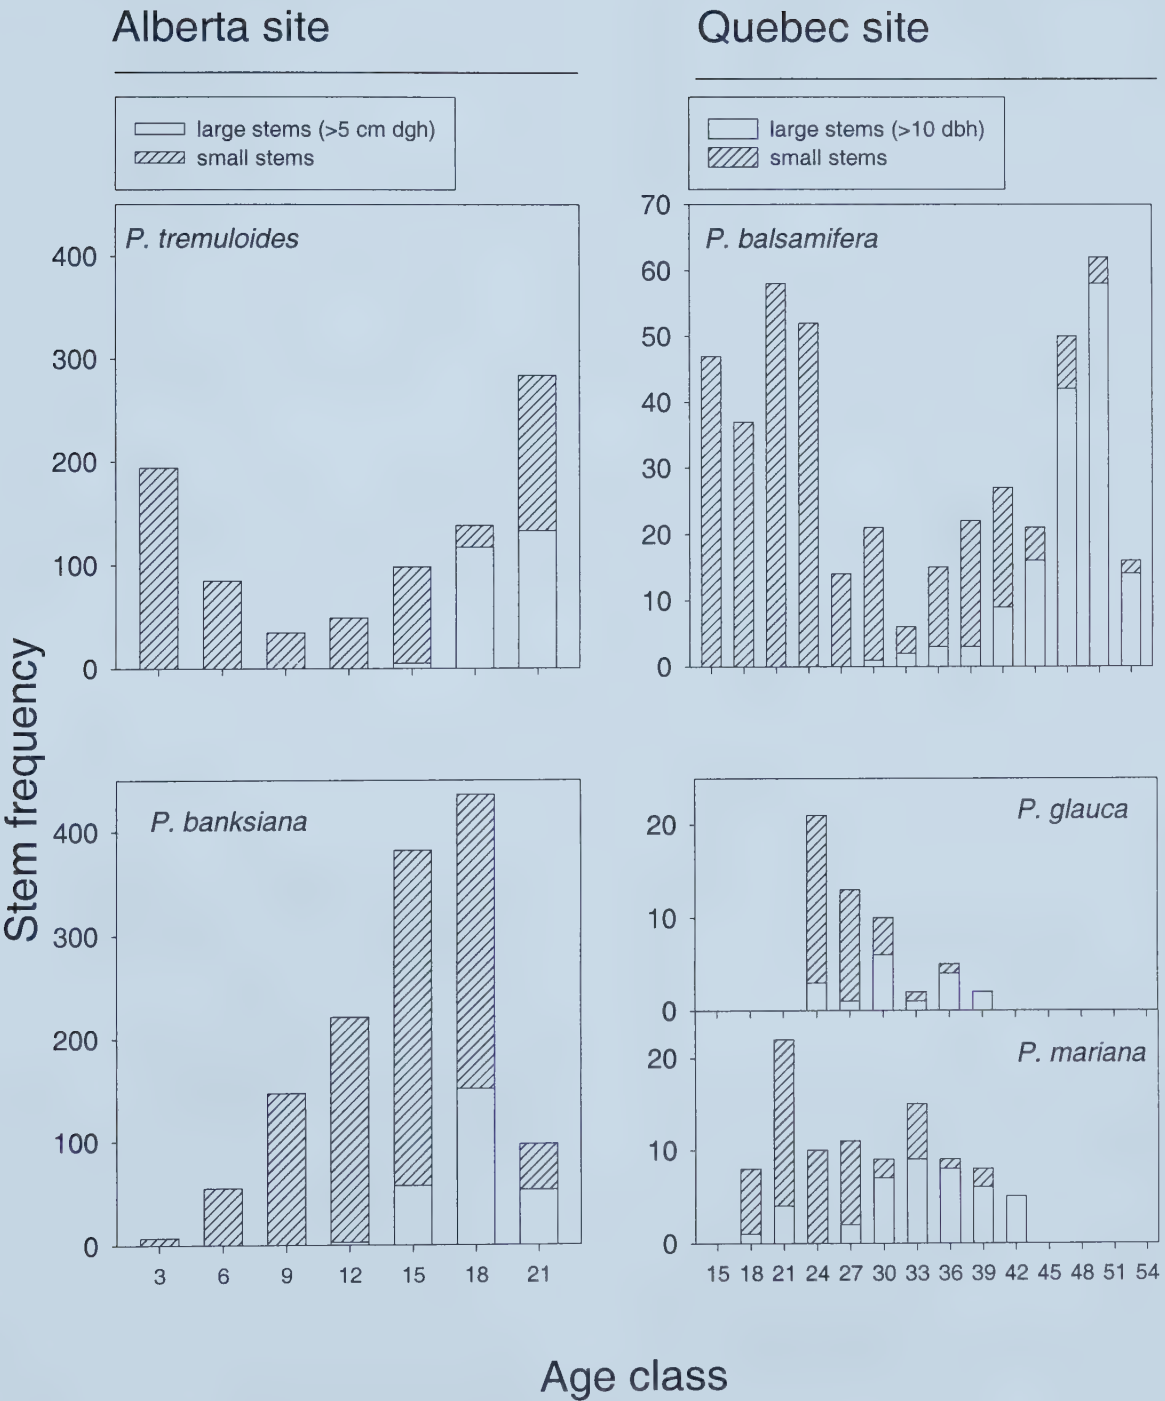 Alberta site
large stems (>5 cm dgh)
small stems
P. tremuloides
400
300
200
100
0
P. banksiana
400
300
200
100
0
3 6 9 12 15 18 21
Quebec site
large stems (>10 dbh)
small stems
P. balsamifera
70
60
50
40
30
20
10
0
P. glauca
20
10
0
P. mariana
20
10
0
15 18 21 24 27 30 33 36 39 42 45 48 51 54
Stem frequency
Age class